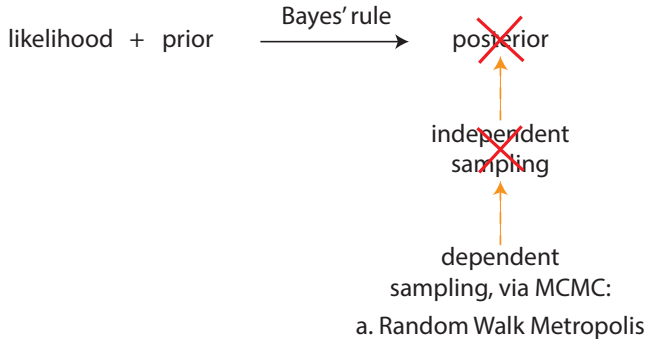 Bayes’ rule
likelihood + prior
posterior
independent
sampling
dependent
sampling, via MCMC:
a. Random Walk Metropolis